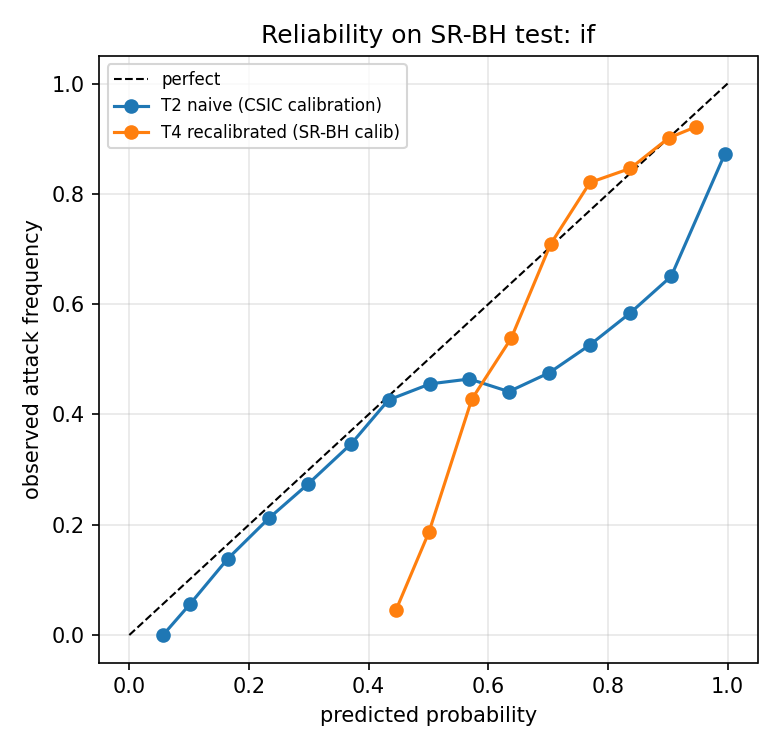 Reliability on SR-BH test: if
perfect
T2 naive (CSIC calibration)
T4 recalibrated (SR-BH calib)
observed attack frequency
1.0
0.8
0.6
0.4
0.2
0.0
0.0 0.2 0.4 0.6 0.8 1.0
predicted probability